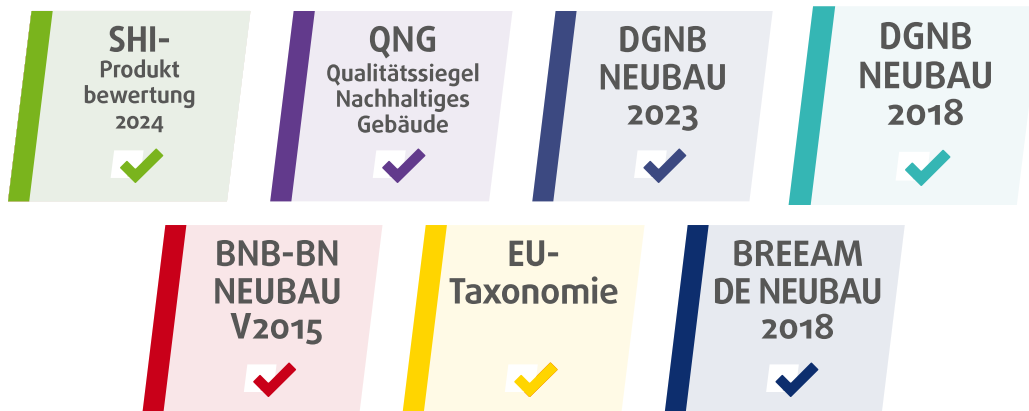 SHI-
Produkt
bewertung
2024
QNG
Qualitätssiegel
Nachhaltiges
Gebäude
DGNB
NEUBAU
2023
DGNB
NEUBAU
2018
BNB-BN
NEUBAU
V2015
EU-
Taxonomie
BREEAM
DE NEUBAU
2018